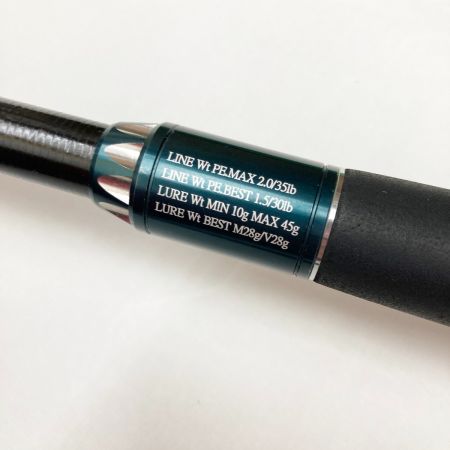 LINE Wt PE.MAX 2.0/35lb
LINE Wt PE.BEST 1.5/30lb
LURE Wt MIN 10g MAX 45g
LURE Wt BEST M28g/V28g